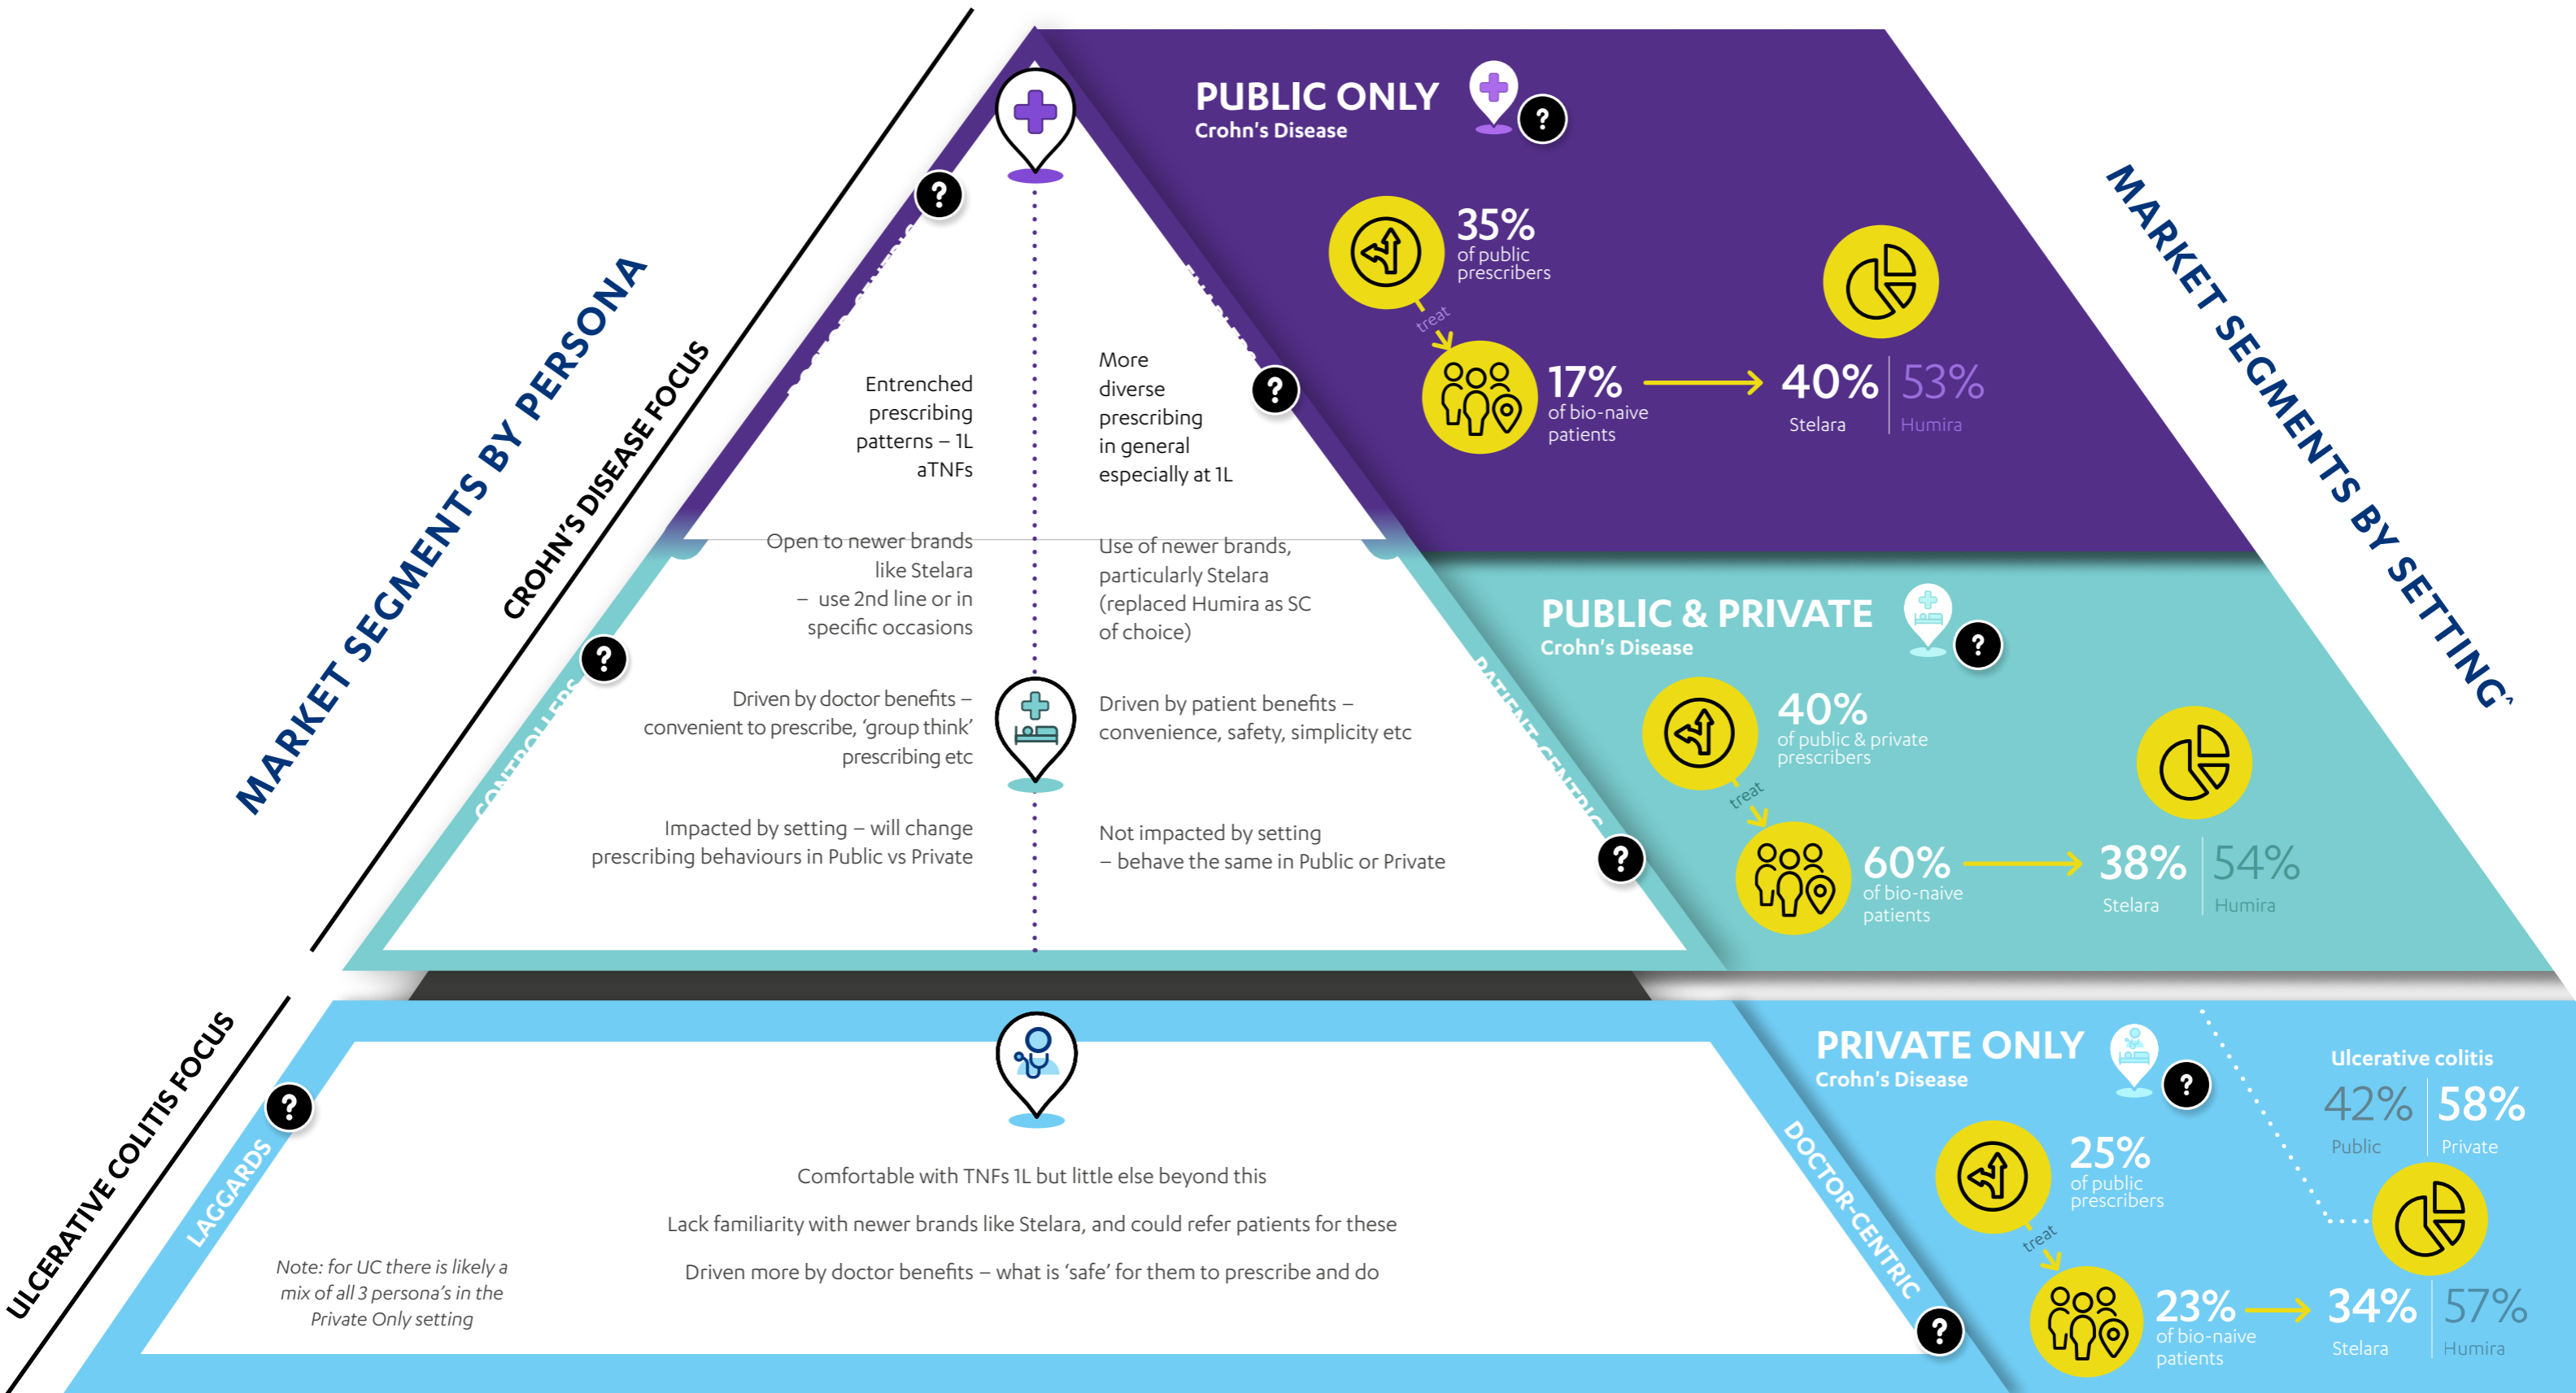 MARKET SEGMENTS BY PERSONA
CROHN'S DISEASE FOCUS
ULCERATIVE COLITIS FOCUS
MARKET SEGMENTS BY SETTING^
?
?
Entrenched
prescribing
patterns – 1L
aTNFs
More
diverse
prescribing
in general
especially at 1L
Open to newer brands
like Stelara
– use 2nd line or in
specific occasions
Use of newer brands,
particularly Stelara
(replaced Humira as SC
of choice)
CONTROLLERS
?
Driven by doctor benefits –
convenient to prescribe, ‘group think’
prescribing etc
Driven by patient benefits –
convenience, safety, simplicity etc
PATIENT-CENTRIC
?
Impacted by setting – will change
prescribing behaviours in Public vs Private
Not impacted by setting
– behave the same in Public or Private
LAGGARDS
?
Comfortable with TNFs 1L but little else beyond this
Lack familiarity with newer brands like Stelara, and could refer patients for these
Driven more by doctor benefits – what is ‘safe’ for them to prescribe and do
Note: for UC there is likely a
mix of all 3 persona's in the
Private Only setting
DOCTOR-CENTRIC
?
PUBLIC ONLY
?
Crohn's Disease
35%
of public
prescribers
treat
17%
of bio-naive
patients
40%
Stelara
53%
Humira
PUBLIC & PRIVATE
?
Crohn's Disease
40%
of public & private
prescribers
treat
60%
of bio-naive
patients
38%
Stelara
54%
Humira
PRIVATE ONLY
?
Crohn's Disease
25%
of public
prescribers
treat
23%
of bio-naive
patients
34%
Stelara
57%
Humira
Ulcerative colitis
42%
Public
58%
Private